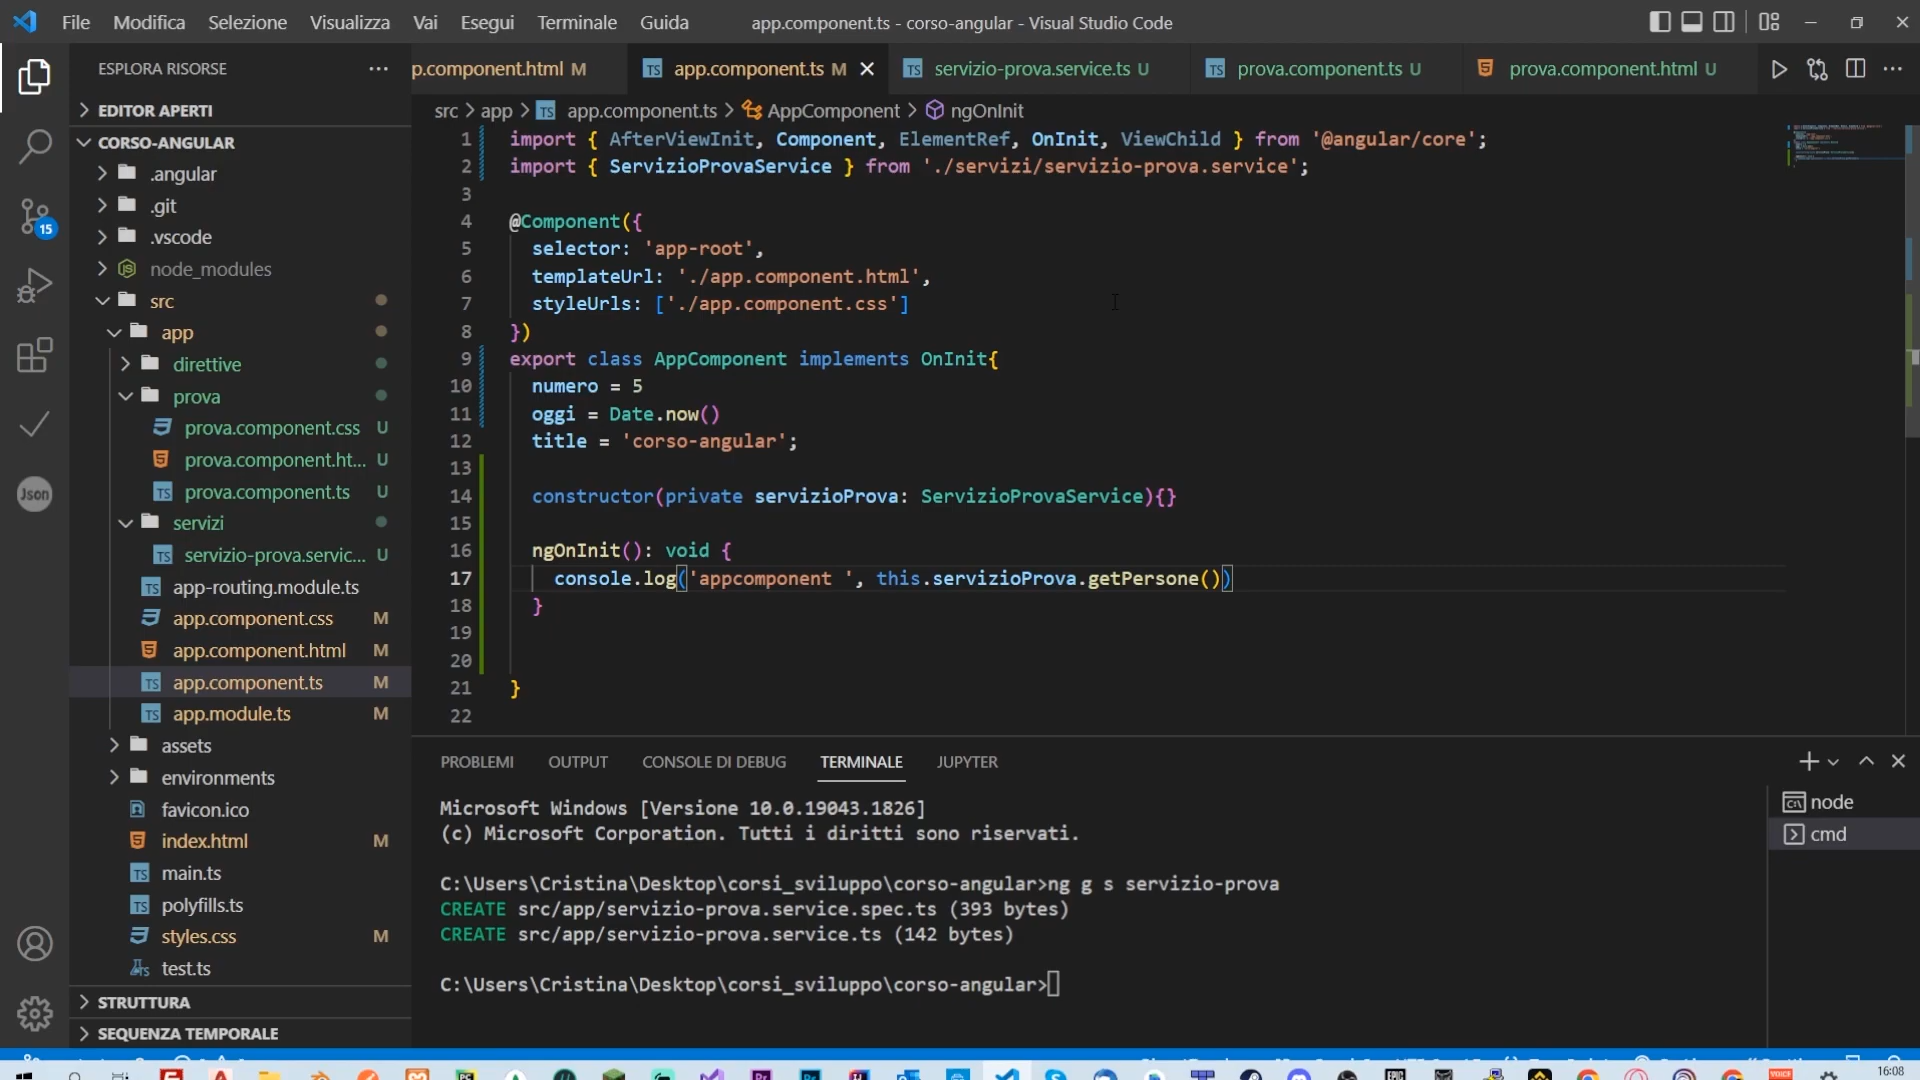 File Modifica Selezione Visualizza Vai Esegui Terminale Guida app.component.ts - corso-angular - Visual Studio Code
ESPLORA RISORSE
p.component.html M app.component.ts M servizio-prova.service.ts U prova.component.ts U prova.component.html U
src > app > TS app.component.ts > AppComponent > ngOnInit
EDITOR APERTI
CORSO-ANGULAR
.angular
.git
.vscode
node_modules
src
app
direttive
prova
prova.component.css U
prova.component.ht... U
prova.component.ts U
servizi
servizio-prova.servic... U
app-routing.module.ts
app.component.css M
app.component.html M
app.component.ts M
app.module.ts M
assets
environments
favicon.ico
index.html M
main.ts
polyfills.ts
styles.css M
test.ts
STRUTTURA
SEQUENZA TEMPORALE
15
Json
1 import { AfterViewInit, Component, ElementRef, OnInit, ViewChild } from '@angular/core';
2 import { ServizioProvaService } from './servizi/servizio-prova.service';
3
4 @Component({
5 selector: 'app-root',
6 templateUrl: './app.component.html',
7 styleUrls: ['./app.component.css']
8 })
9 export class AppComponent implements OnInit{
10 numero = 5
11 oggi = Date.now()
12 title = 'corso-angular';
13
14 constructor(private servizioProva: ServizioProvaService){}
15
16 ngOnInit(): void {
17 console.log('appcomponent ', this.servizioProva.getPersone())
18 }
19
20
21 }
22
PROBLEMI OUTPUT CONSOLE DI DEBUG TERMINALE JUPYTER
Microsoft Windows [Versione 10.0.19043.1826]
(c) Microsoft Corporation. Tutti i diritti sono riservati.
C:\Users\Cristina\Desktop\corsi_sviluppo\corso-angular>ng g s servizio-prova
CREATE src/app/servizio-prova.service.spec.ts (393 bytes)
CREATE src/app/servizio-prova.service.ts (142 bytes)
C:\Users\Cristina\Desktop\corsi_sviluppo\corso-angular>
node
cmd
16:08